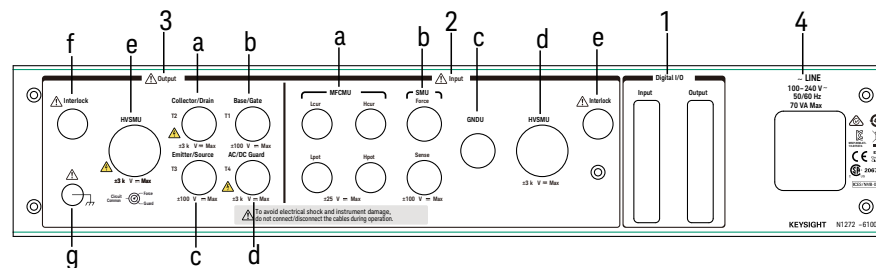 3 2 1 4
f e a b a b c d e
Output
Input
Digital I/O
~ LINE
100~240 V~
50/60 Hz
70 VA Max
Interlock
HVSMU
±3 k V Max
Collector/Drain
T2
±3 k V Max
Base/Gate
T1
±100 V Max
Emitter/Source
T3
±100 V Max
AC/DC Guard
T4
±3 k V Max
Circuit
Common
Force
Guard
MFCMU
Lcur Hcur
Lpot Hpot
±25 V Max
SMU
Force
Sense
±100 V Max
GNDU
HVSMU
±3 k V Max
Interlock
Input Output
To avoid electrical shock and instrument damage,
do not connect/disconnect the cables during operation.
KEYSIGHT N1272 -6100
g c d